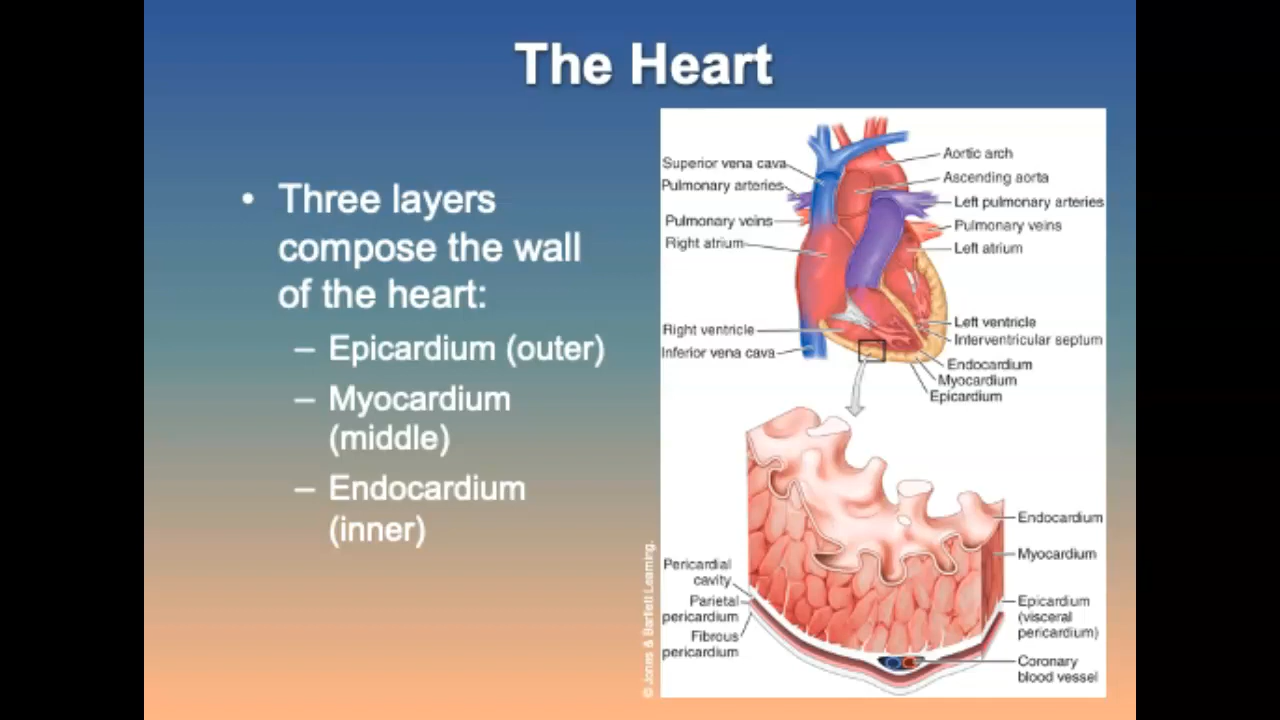 The Heart
• Three layers
compose the wall
of the heart:
– Epicardium (outer)
– Myocardium
(middle)
– Endocardium
(inner)
Superior vena cava
Pulmonary arteries
Pulmonary veins
Right atrium
Right ventricle
Inferior vena cava
Aortic arch
Ascending aorta
Left pulmonary arteries
Pulmonary veins
Left atrium
Left ventricle
Interventricular septum
Endocardium
Myocardium
Epicardium
Pericardial
cavity
Parietal
pericardium
Fibrous
pericardium
Endocardium
Myocardium
Epicardium
(visceral
pericardium)
Coronary
blood vessel
© Jones & Bartlett Learning.